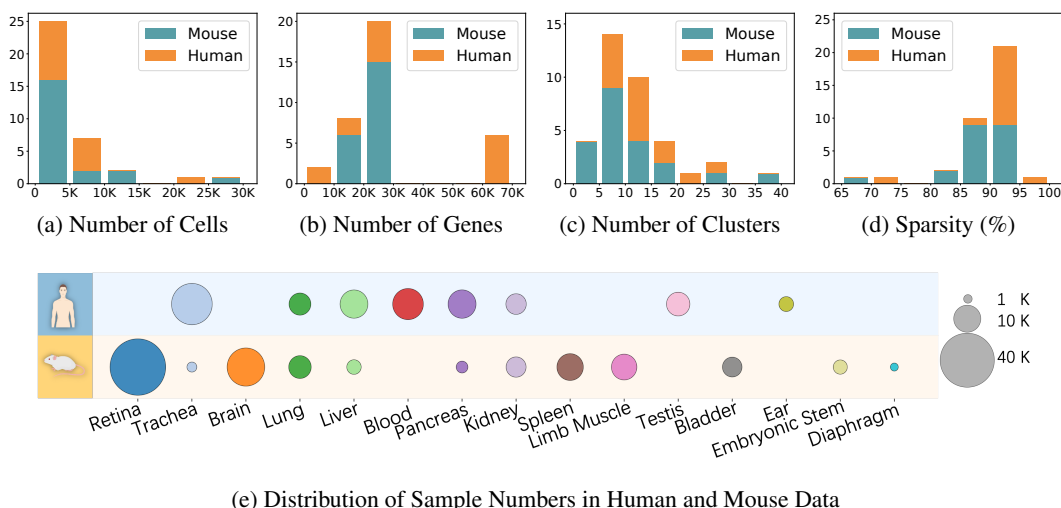 25
20
15
10
5
0
Mouse
Human
0 5K 10K 15K 20K 25K 30K
(a) Number of Cells
20
15
10
5
0
Mouse
Human
0 10K 20K 30K 40K 50K 60K 70K
(b) Number of Genes
15
10
5
0
Mouse
Human
0 5 10 15 20 25 30 35 40
(c) Number of Clusters
25
20
15
10
5
0
Mouse
Human
65 70 75 80 85 90 95 100
(d) Sparsity (%)
1 K
10 K
40 K
Retina Trachea Brain Lung Liver Blood Pancreas Kidney Spleen Limb Muscle Testis Bladder Ear Embryonic Stem Diaphragm
(e) Distribution of Sample Numbers in Human and Mouse Data